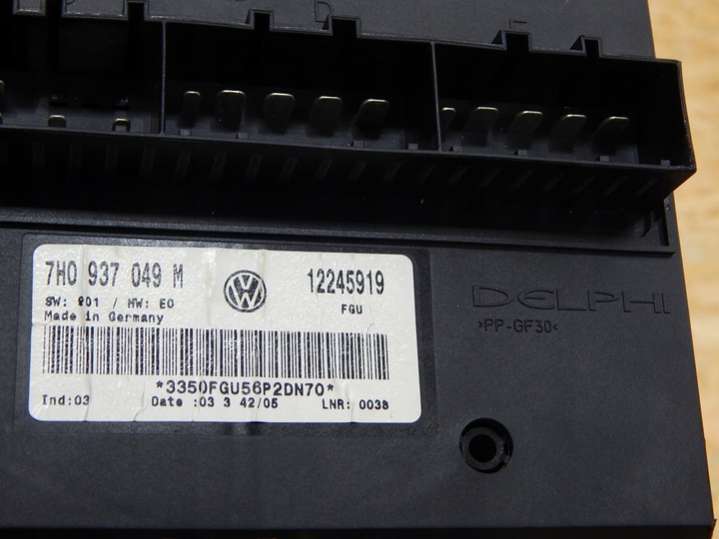 P D E
7H0 937 049 M
12245919
SW: 801 / HW: E0
FGU
Made in Germany
DELPHI
>PP-GF30<
*3350FGU56P2DN70*
Ind:03 Date :03 3 42/05 LNR: 0038